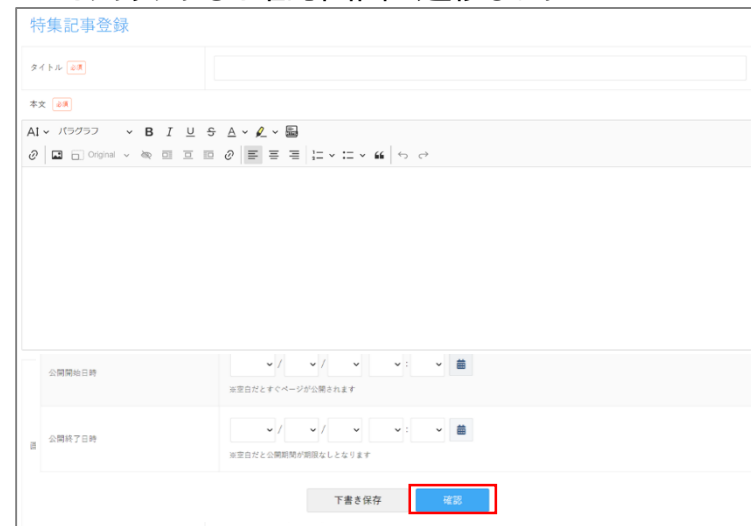 特集記事登録
タイトル 必須
本文 必須
AI パラグラフ B I U S A
Original
公開開始日時
/ / :
※空白だとすぐページが公開されます
公開終了日時
/ / :
※空白だと公開期間が期限なしとなります
下書き保存 確認